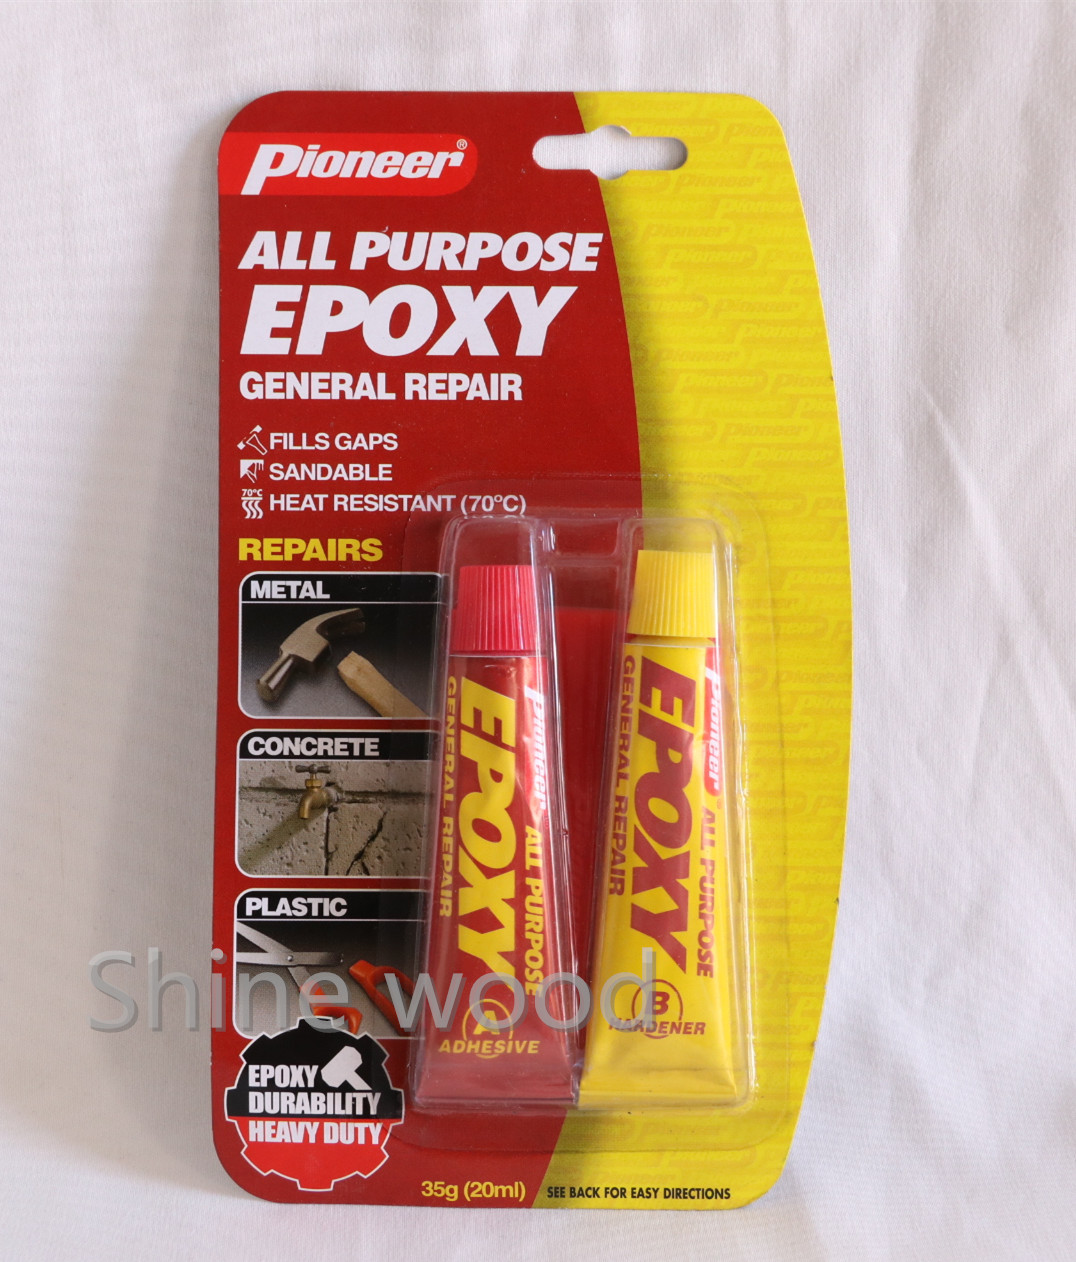 Pioneer®
ALL PURPOSE
EPOXY
GENERAL REPAIR
FILLS GAPS
SANDABLE
70°C
HEAT RESISTANT (70°C)
REPAIRS
METAL
CONCRETE
PLASTIC
Pioneer ALL PURPOSE
EPOXY
GENERAL REPAIR
A
ADHESIVE
Pioneer ALL PURPOSE
EPOXY
GENERAL REPAIR
B
HARDENER
Shine wood
EPOXY
DURABILITY
HEAVY DUTY
35g (20ml)
SEE BACK FOR EASY DIRECTIONS